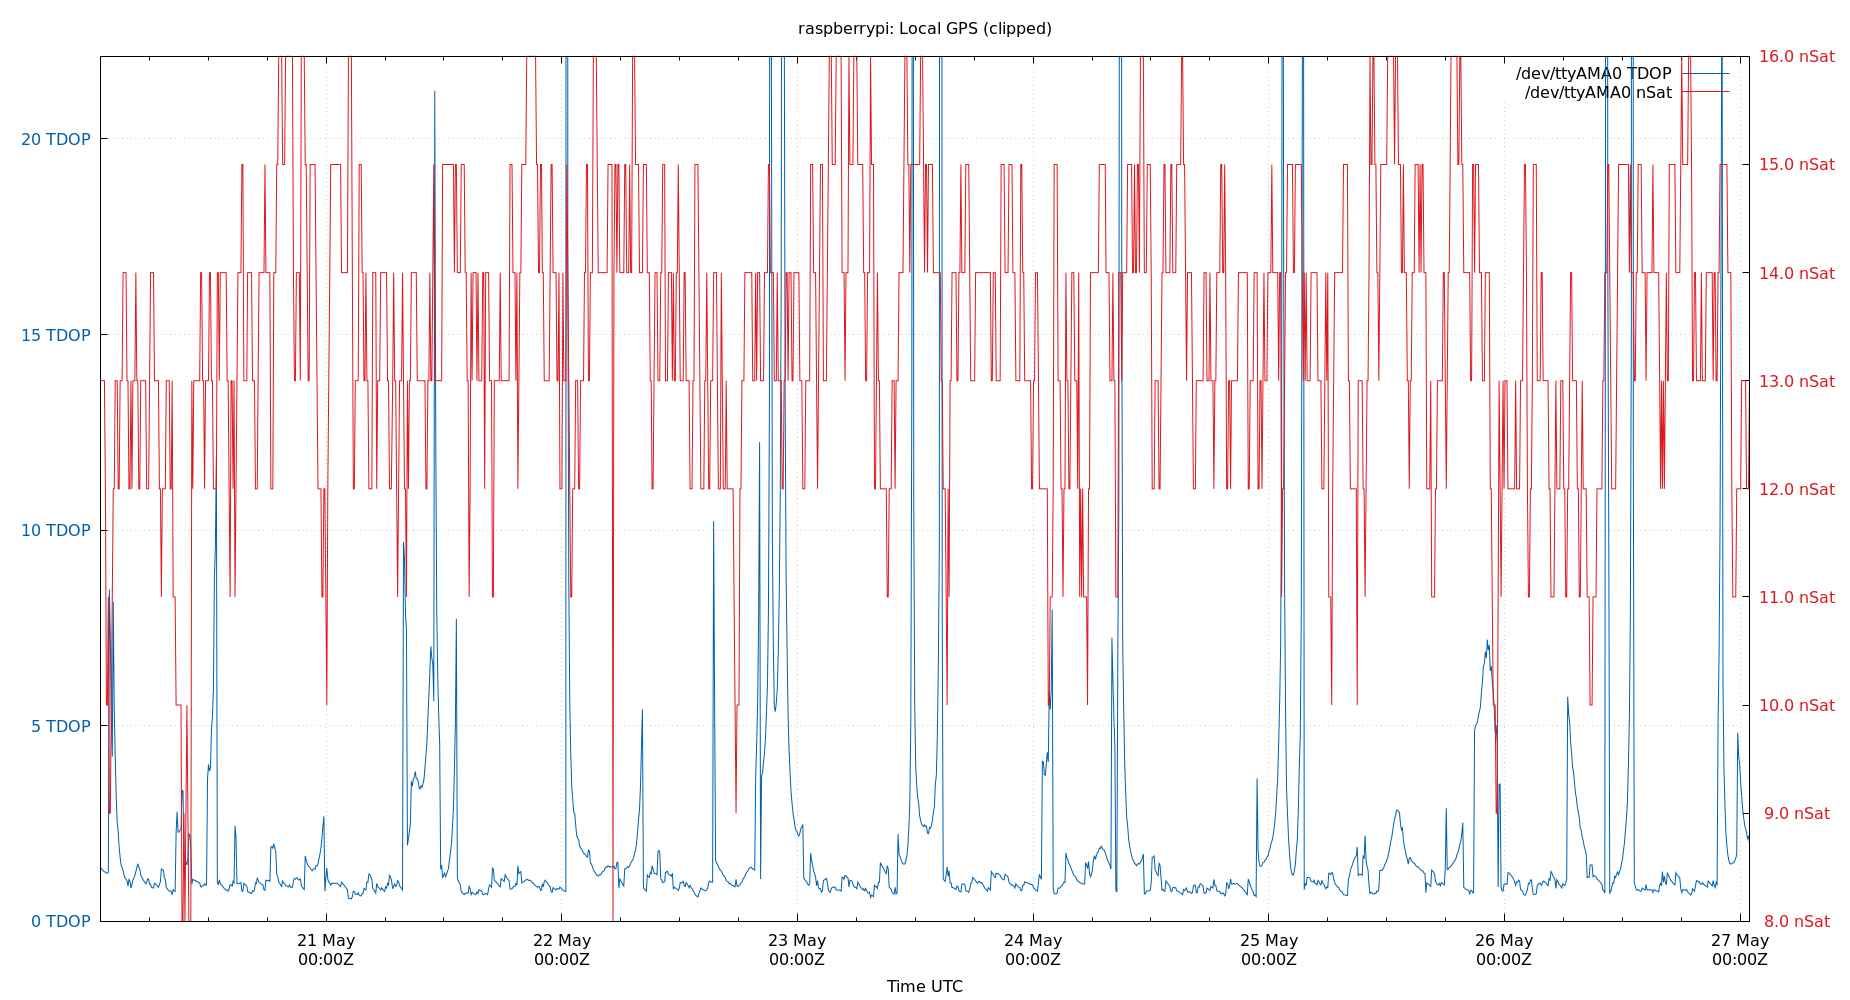 raspberrypi: Local GPS (clipped)
/dev/ttyAMA0 TDOP
/dev/ttyAMA0 nSat
20 TDOP
15 TDOP
10 TDOP
5 TDOP
0 TDOP
16.0 nSat
15.0 nSat
14.0 nSat
13.0 nSat
12.0 nSat
11.0 nSat
10.0 nSat
9.0 nSat
8.0 nSat
21 May
00:00Z
22 May
00:00Z
23 May
00:00Z
24 May
00:00Z
25 May
00:00Z
26 May
00:00Z
27 May
00:00Z
Time UTC